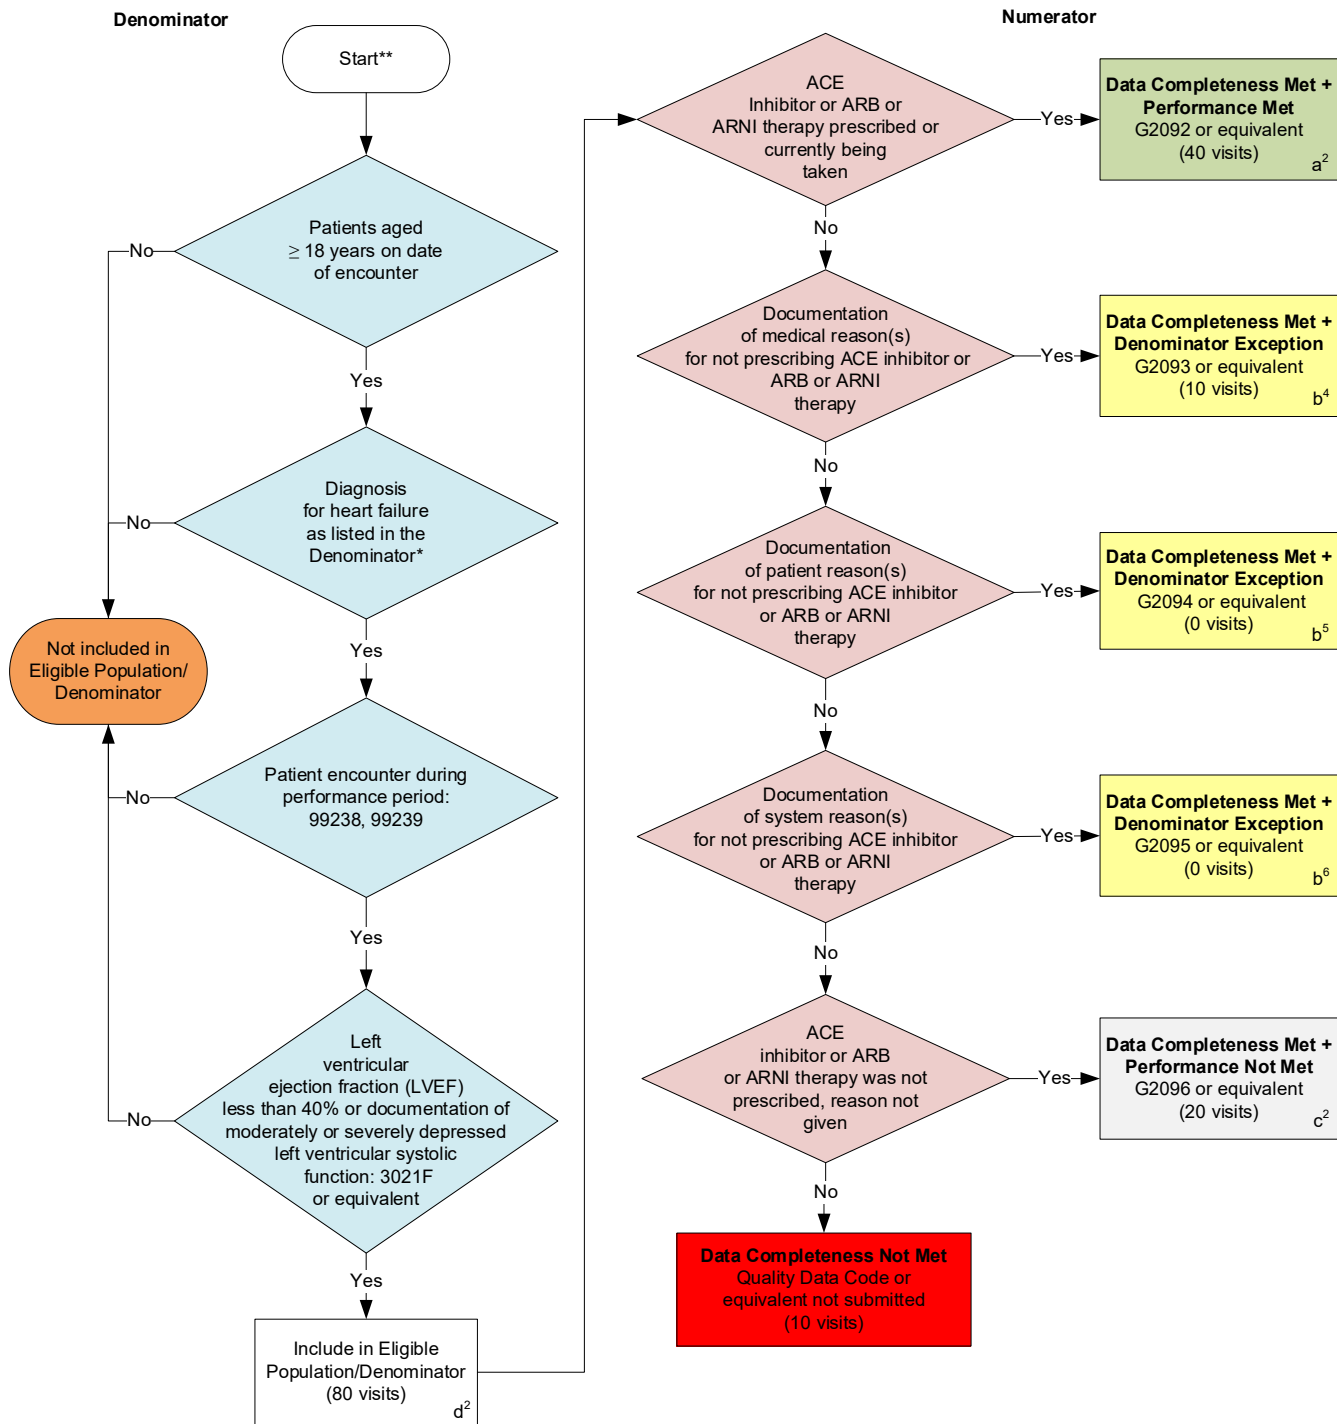 Denominator
Start**
Patients aged
≥ 18 years on date
of encounter
No
Yes
Diagnosis
for heart failure
as listed in the
Denominator*
No
Yes
Not included in
Eligible Population/
Denominator
Patient encounter during
performance period:
99238, 99239
No
Yes
Left
ventricular
ejection fraction (LVEF)
less than 40% or documentation of
moderately or severely depressed
left ventricular systolic
function: 3021F
or equivalent
No
Yes
Include in Eligible
Population/Denominator
(80 visits)
d²
Numerator
ACE
Inhibitor or ARB or
ARNI therapy prescribed or
currently being
taken
Yes
Data Completeness Met +
Performance Met
G2092 or equivalent
(40 visits)
a²
No
Documentation
of medical reason(s)
for not prescribing ACE inhibitor or
ARB or ARNI
therapy
Yes
Data Completeness Met +
Denominator Exception
G2093 or equivalent
(10 visits)
b⁴
No
Documentation
of patient reason(s)
for not prescribing ACE inhibitor
or ARB or ARNI
therapy
Yes
Data Completeness Met +
Denominator Exception
G2094 or equivalent
(0 visits)
b⁵
No
Documentation
of system reason(s)
for not prescribing ACE inhibitor
or ARB or ARNI
therapy
Yes
Data Completeness Met +
Denominator Exception
G2095 or equivalent
(0 visits)
b⁶
No
ACE
inhibitor or ARB
or ARNI therapy was not
prescribed, reason not
given
Yes
Data Completeness Met +
Performance Not Met
G2096 or equivalent
(20 visits)
c²
No
Data Completeness Not Met
Quality Data Code or
equivalent not submitted
(10 visits)